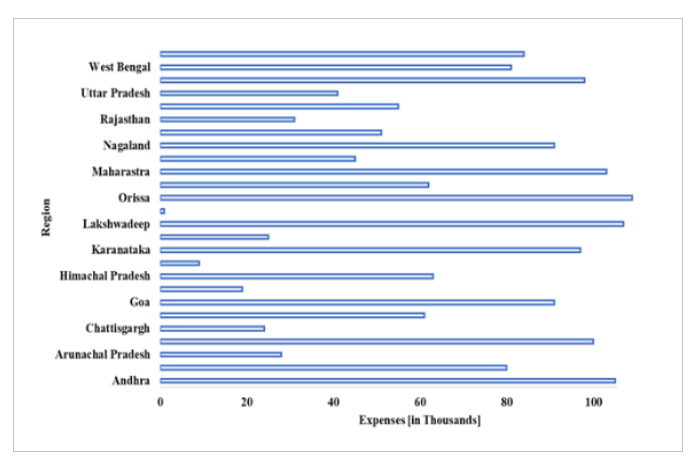 West Bengal
Uttar Pradesh
Rajasthan
Nagaland
Maharastra
Orissa
Lakshwadeep
Karanataka
Himachal Pradesh
Goa
Chattisgargh
Arunachal Pradesh
Andhra
Region
0 20 40 60 80 100
Expenses [in Thousands]